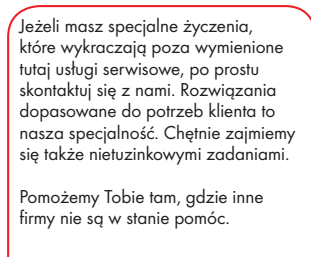 Jeżeli masz specjalne życzenia,
które wykraczają poza wymienione
tutaj usługi serwisowe, po prostu
skontaktuj się z nami. Rozwiązania
dopasowane do potrzeb klienta to
nasza specjalność. Chętnie zajmiemy
się także nietuzinkowymi zadaniami.

Pomożemy Tobie tam, gdzie inne
firmy nie są w stanie pomóc.